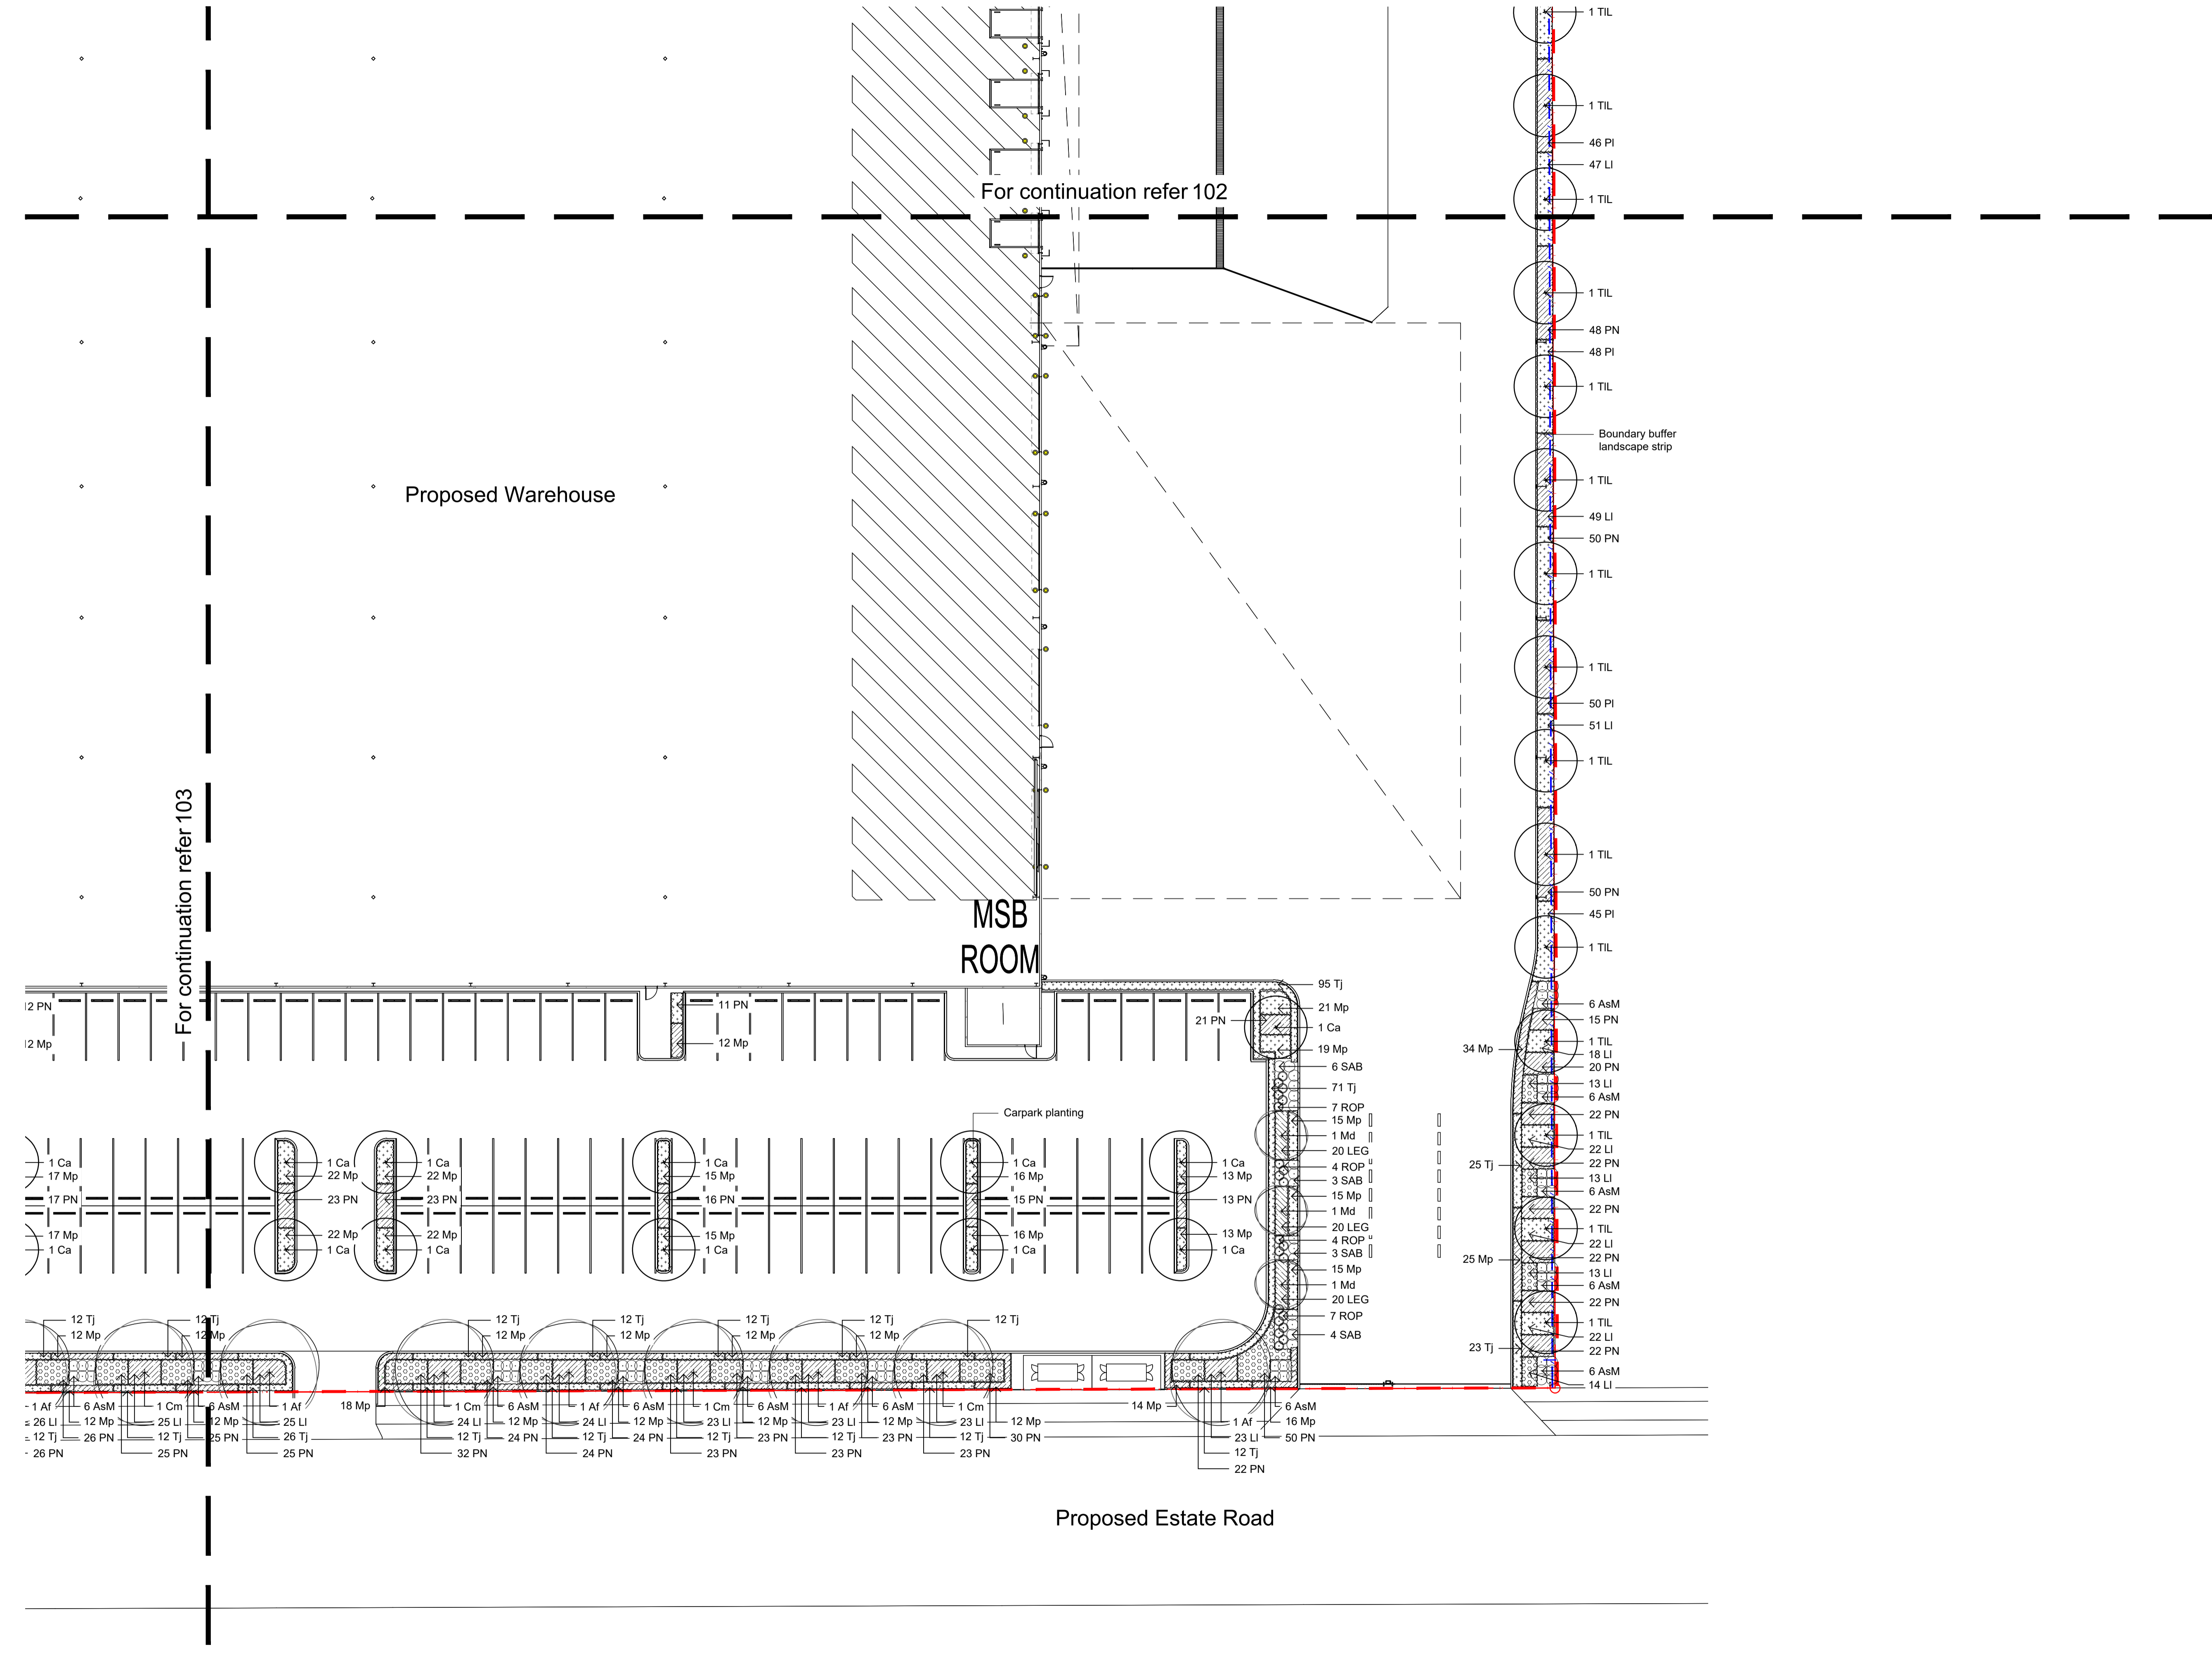 1 TIL
1 TIL
46 PI
47 LI
For continuation refer 102
1 TIL
1 TIL
48 PN
48 PI
1 TIL
Boundary buffer
landscape strip
Proposed Warehouse
1 TIL
49 LI
50 PN
1 TIL
1 TIL
50 PI
51 LI
1 TIL
For continuation refer 103
1 TIL
50 PN
45 PI
MSB
ROOM
1 TIL
95 Tj
21 Mp
21 PN
1 Ca
19 Mp
6 SAB
71 Tj
7 ROP
15 Mp
1 Md
20 LEG
4 ROP
3 SAB
15 Mp
1 Md
20 LEG
4 ROP
3 SAB
15 Mp
1 Md
20 LEG
7 ROP
4 SAB
6 AsM
15 PN
1 TIL
34 Mp
18 LI
20 PN
13 LI
6 AsM
22 PN
1 TIL
22 LI
25 Tj
22 PN
13 LI
6 AsM
22 PN
1 TIL
22 LI
25 Mp
22 PN
13 LI
6 AsM
22 PN
1 TIL
22 LI
23 Tj
22 PN
6 AsM
14 LI
12 PN
12 Mp
11 PN
12 Mp
Carpark planting
1 Ca
17 Mp
17 PN
17 Mp
1 Ca
1 Ca
22 Mp
23 PN
22 Mp
1 Ca
1 Ca
22 Mp
23 PN
22 Mp
1 Ca
1 Ca
15 Mp
16 PN
15 Mp
1 Ca
1 Ca
16 Mp
15 PN
16 Mp
1 Ca
1 Ca
13 Mp
13 PN
13 Mp
1 Ca
12 Tj
12 Mp
12 Tj
12 Mp
12 Tj
12 Mp
12 Tj
12 Mp
12 Tj
12 Mp
12 Tj
12 Mp
12 Tj
1 Af
26 LI
12 Tj
26 PN
6 AsM
12 Mp
26 PN
1 Cm
25 LI
12 Tj
25 PN
6 AsM
12 Mp
25 PN
1 Af
25 LI
26 Tj
25 PN
18 Mp
1 Cm
24 LI
12 Tj
32 PN
6 AsM
12 Mp
24 PN
1 Af
24 LI
12 Tj
24 PN
6 AsM
12 Mp
24 PN
1 Cm
23 LI
12 Tj
23 PN
6 AsM
12 Mp
23 PN
1 Af
23 LI
12 Tj
23 PN
6 AsM
12 Mp
23 PN
1 Cm
23 LI
12 Tj
23 PN
12 Mp
30 PN
14 Mp
1 Af
23 LI
12 Tj
22 PN
6 AsM
16 Mp
50 PN
Proposed Estate Road